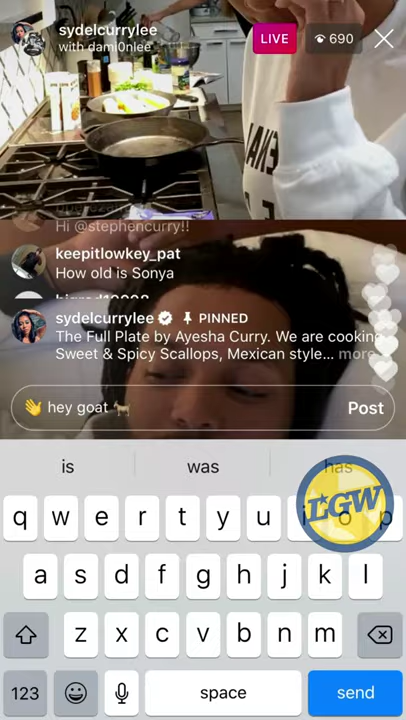 sydelcurrylee
with dami0nlee
LIVE
690
Hi @stephencurry!!
keepitlowkey_pat
How old is Sonya
sydelcurrylee PINNED
The Full Plate by Ayesha Curry. We are cooking
Sweet & Spicy Scallops, Mexican style... more
👋 hey goat 🐐
Post
is was has
LGW
q w e r t y u i o p
a s d f g h j k l
z x c v b n m
123 space send